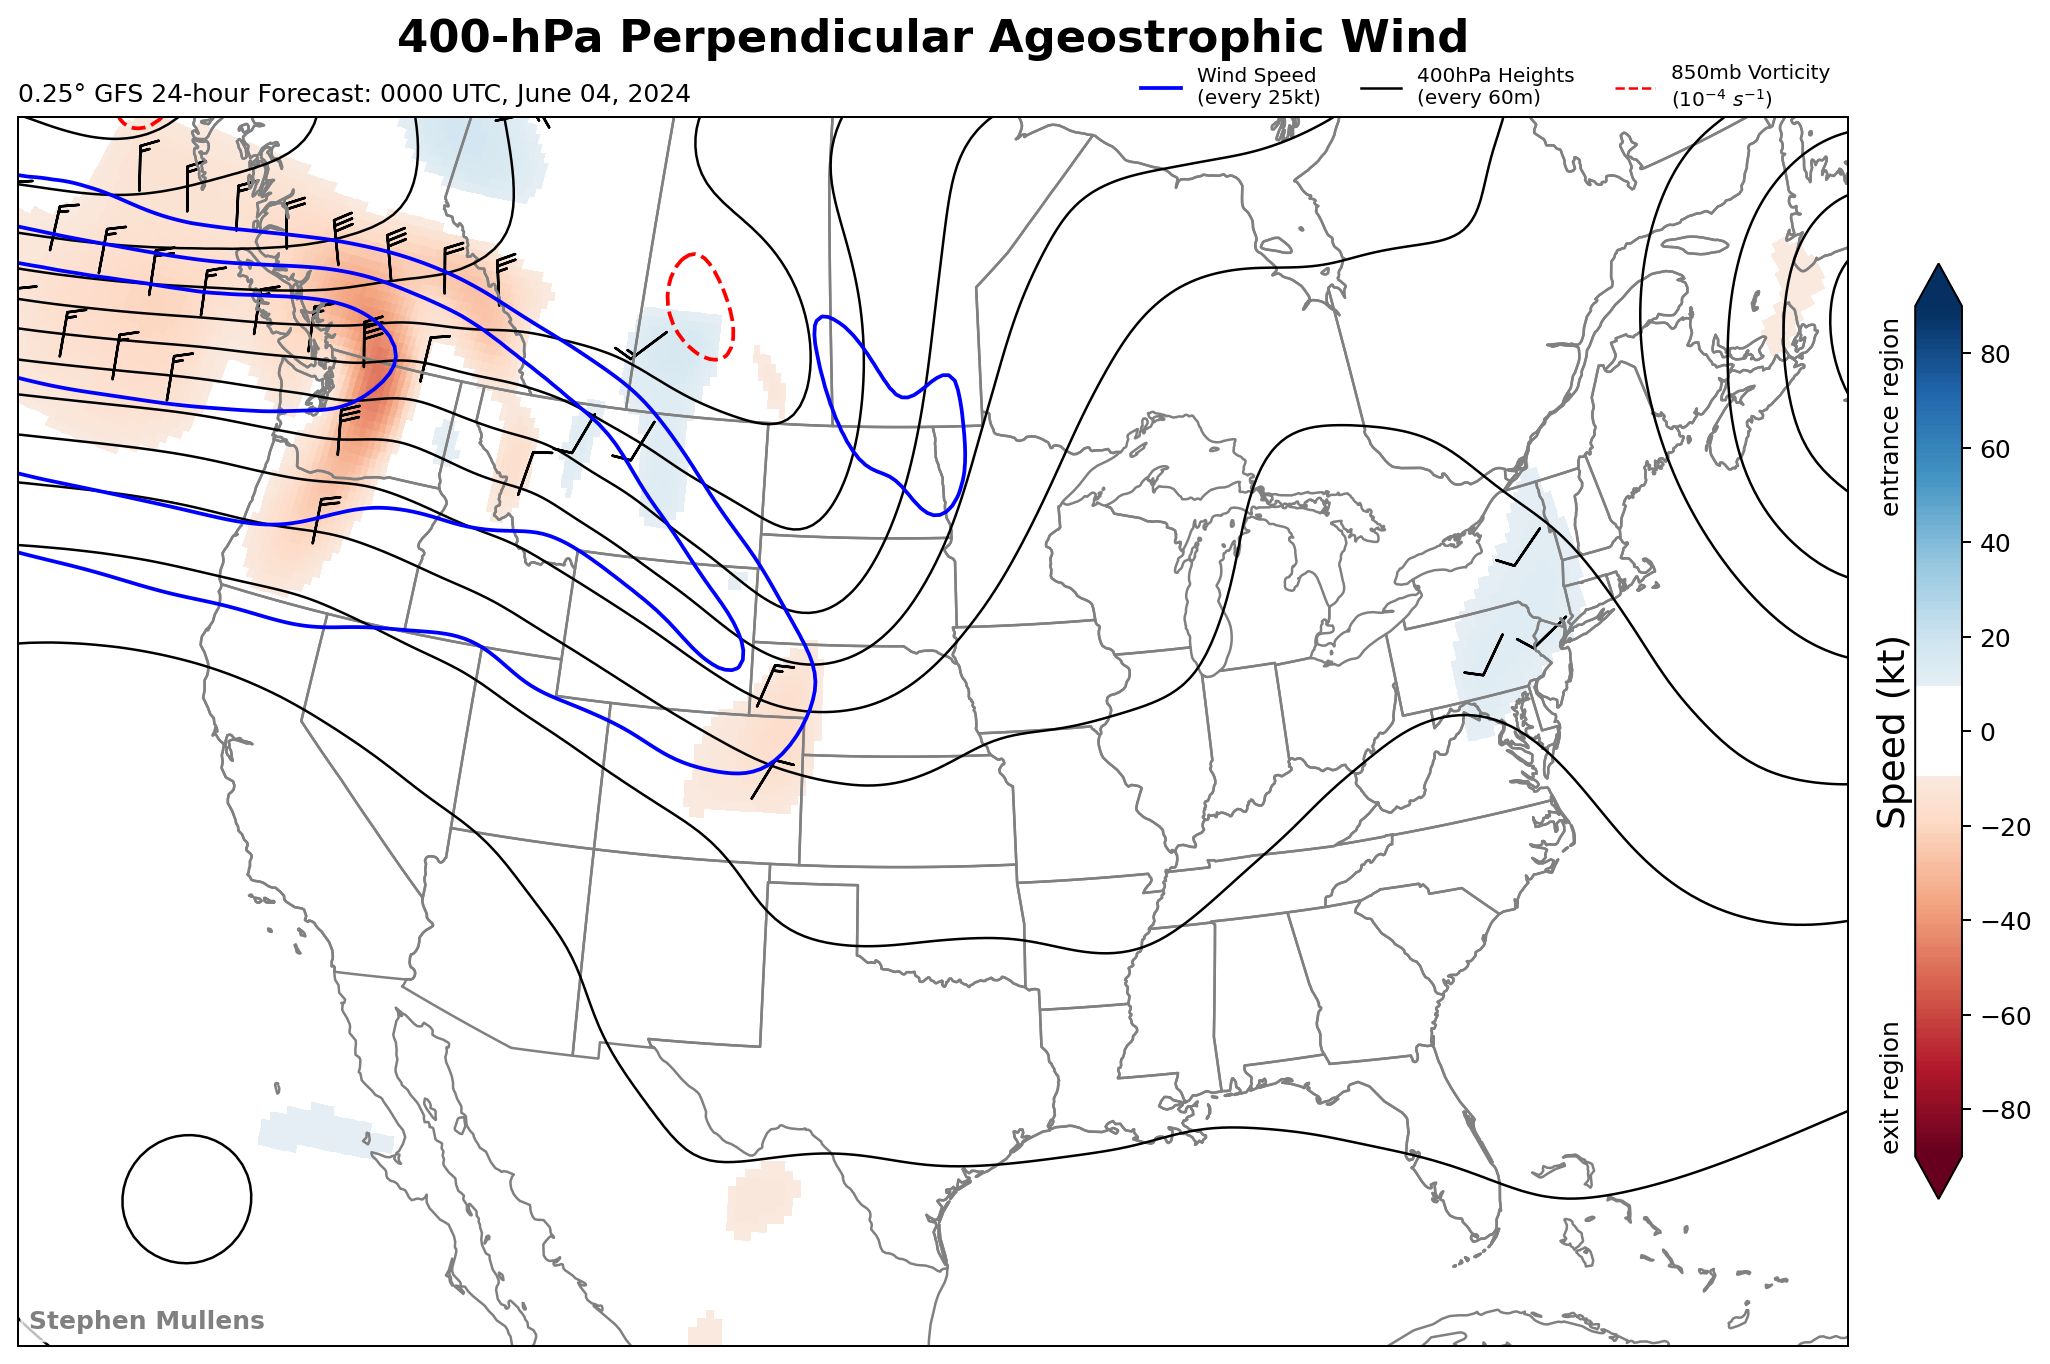 400-hPa Perpendicular Ageostrophic Wind
0.25° GFS 24-hour Forecast: 0000 UTC, June 04, 2024
Wind Speed
(every 25kt)
400hPa Heights
(every 60m)
850mb Vorticity
(10⁻⁴ s⁻¹)
entrance region
Speed (kt)
exit region
80
60
40
20
0
−20
−40
−60
−80
Stephen Mullens